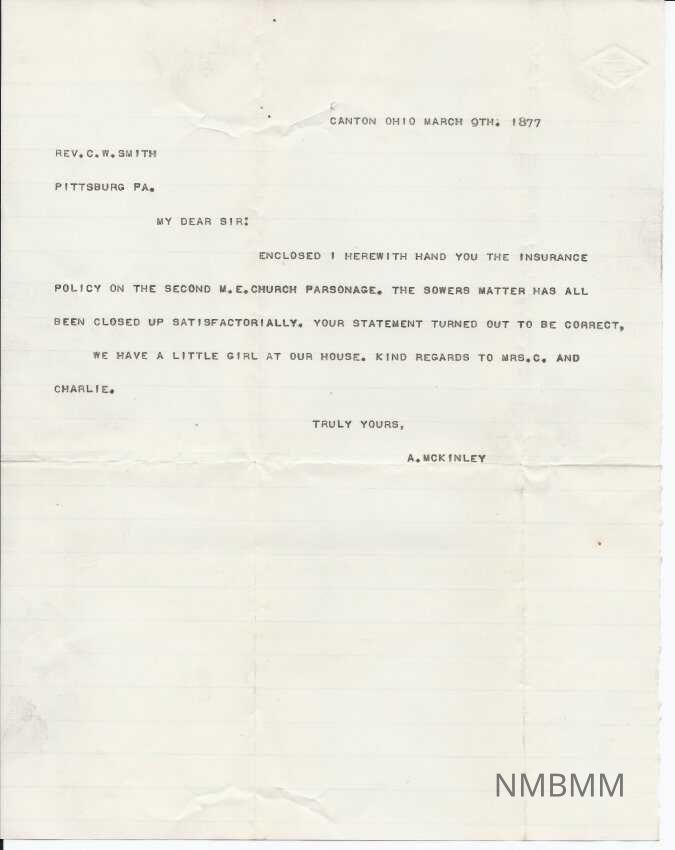 CANTON OHIO MARCH 9TH. 1877
REV.C.W.SMITH
PITTSBURG PA.
MY DEAR SIR:
ENCLOSED I HEREWITH HAND YOU THE INSURANCE
POLICY ON THE SECOND M.E.CHURCH PARSONAGE. THE SOWERS MATTER HAS ALL
BEEN CLOSED UP SATISFACTORIALLY. YOUR STATEMENT TURNED OUT TO BE CORRECT,
WE HAVE A LITTLE GIRL AT OUR HOUSE. KIND REGARDS TO MRS.C. AND
CHARLIE.
TRULY YOURS,
A.MCKINLEY
NMBMM